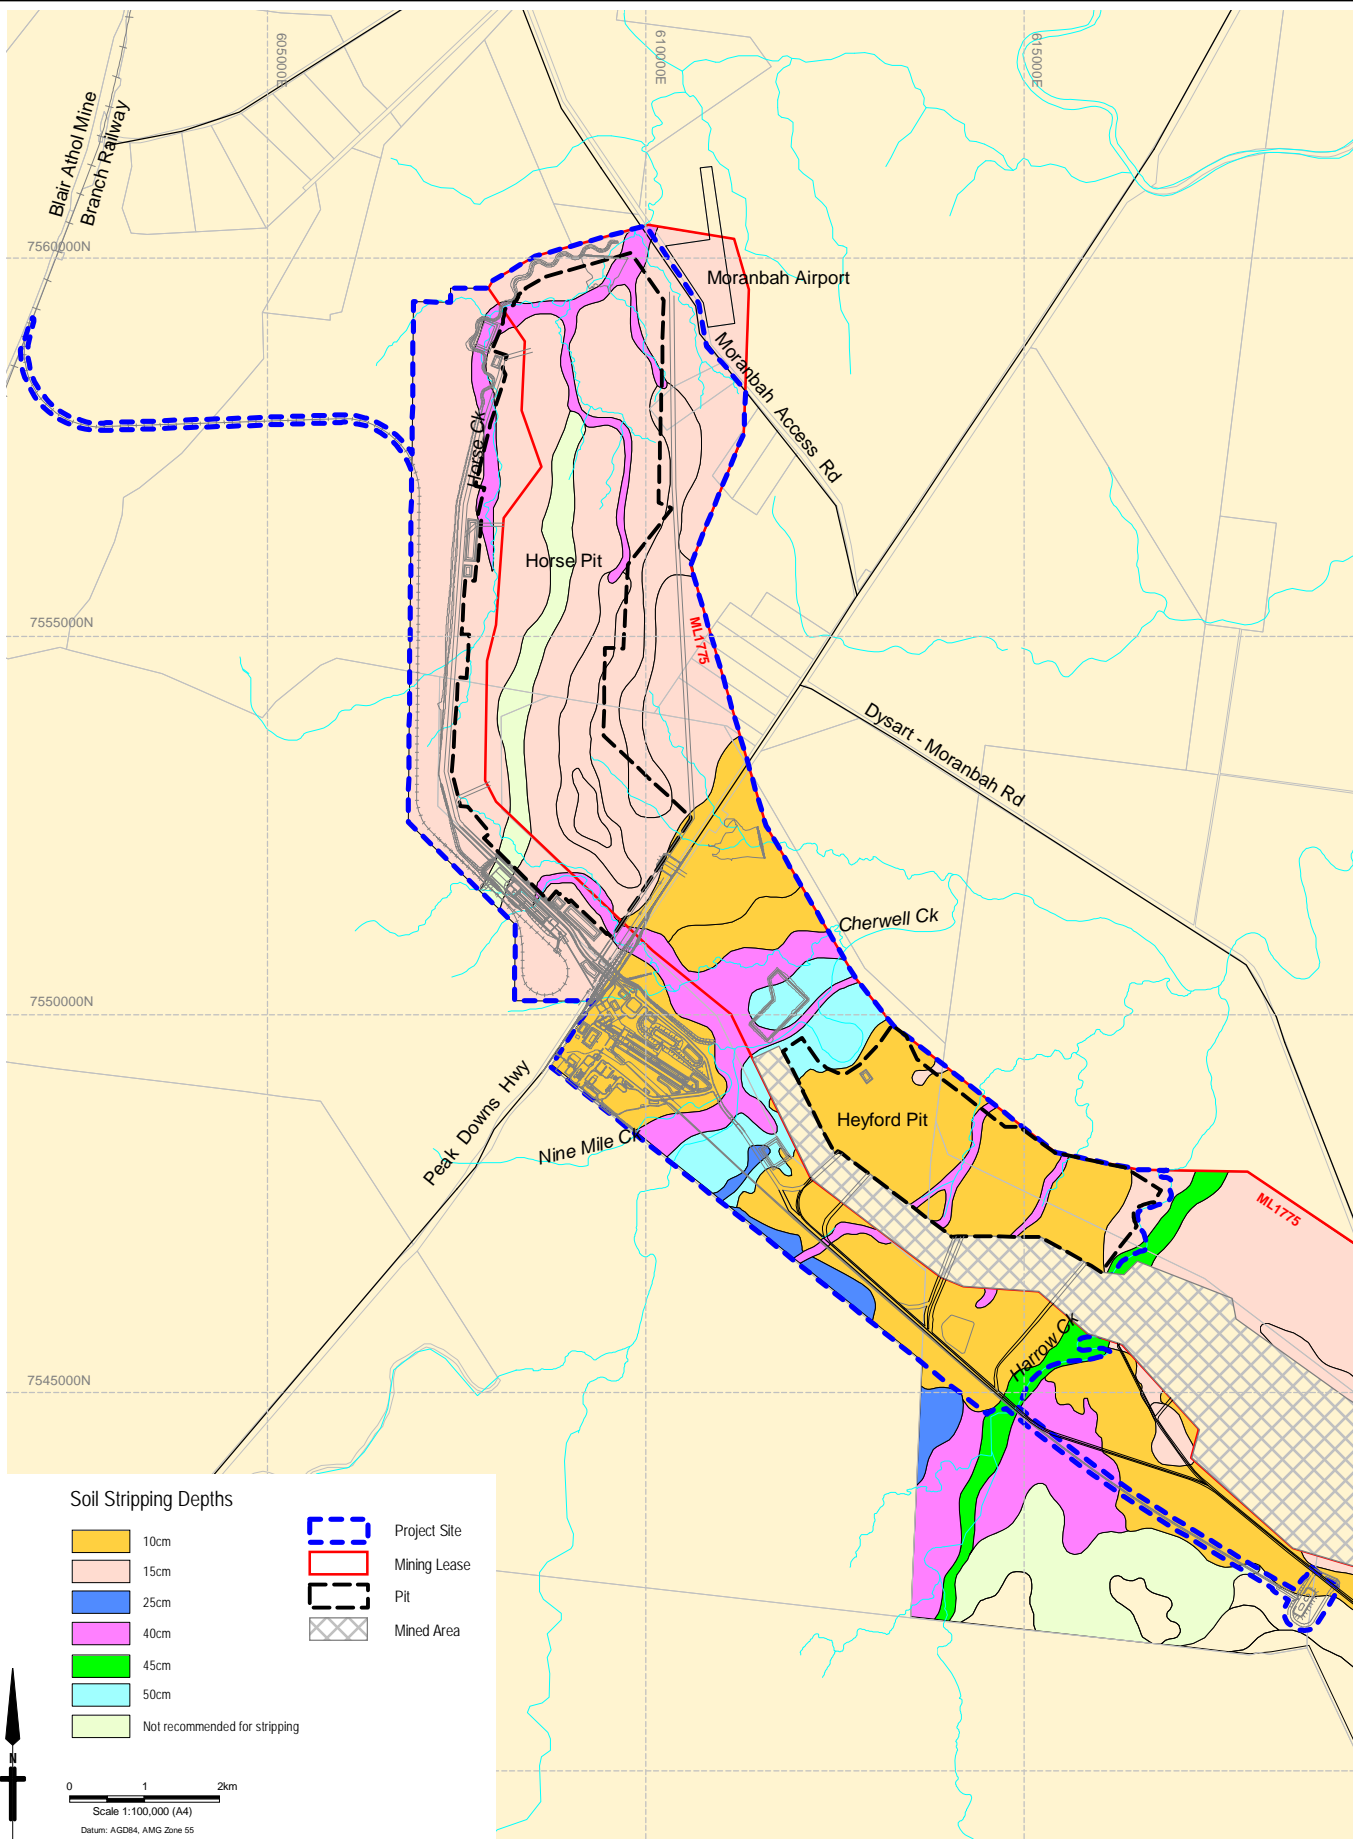 605000E
610000E
615000E
Blair Athol Mine
Branch Railway
7560000N
Moranbah Airport
Moranbah Access Rd
Horse Ck
Horse Pit
7555000N
ML1775
Dysart - Moranbah Rd
Cherwell Ck
7550000N
Peak Downs Hwy
Nine Mile Ck
Heyford Pit
ML1775
Harrow Ck
7545000N
Soil Stripping Depths
10cm
15cm
25cm
40cm
45cm
50cm
Not recommended for stripping
Project Site
Mining Lease
Pit
Mined Area
N
0 1 2km
Scale 1:100,000 (A4)
Datum: AGD84, AMG Zone 55